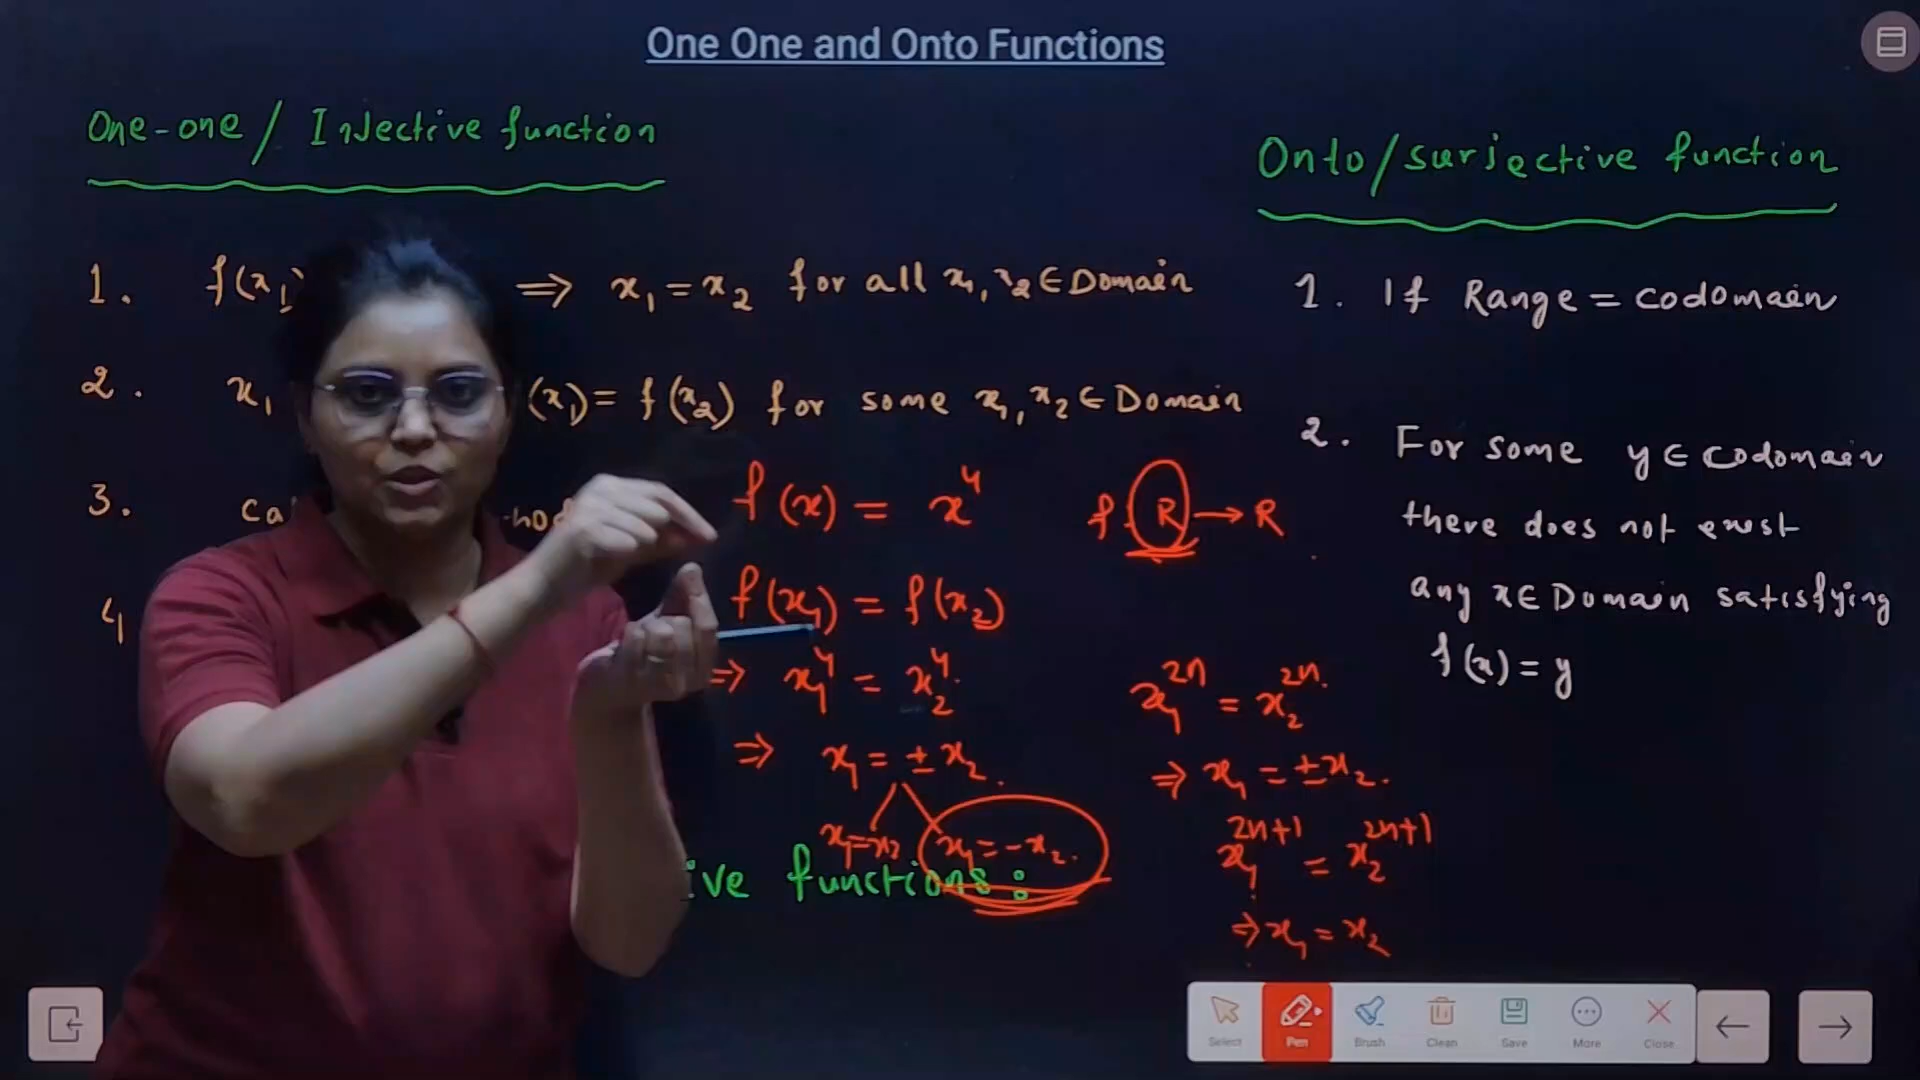 One One and Onto Functions
One-one / Injective function
1. f(x₁) ⇒ x₁ = x₂ for all x₁, x₂ ∈ Domain
2. x₁ (x₁) = f(x₂) for some x₁, x₂ ∈ Domain
3.
4
f(x) = x⁴ f R → R
f(x₁) = f(x₂)
⇒ x₁⁴ = x₂⁴
⇒ x₁ = ± x₂
x₁=x₂ x₁=-x₂.
functions:
x₁²ⁿ = x₂²ⁿ.
⇒ x₁ = ±x₂.
x₁²ⁿ⁺¹ = x₂²ⁿ⁺¹
⇒ x₁ = x₂
Onto/surjective function
1. If Range = codomain
2. For some y ∈ codomain
there does not exist
any x ∈ Domain satisfying
f(x) = y
Select Pen Brush Clean Save More Close